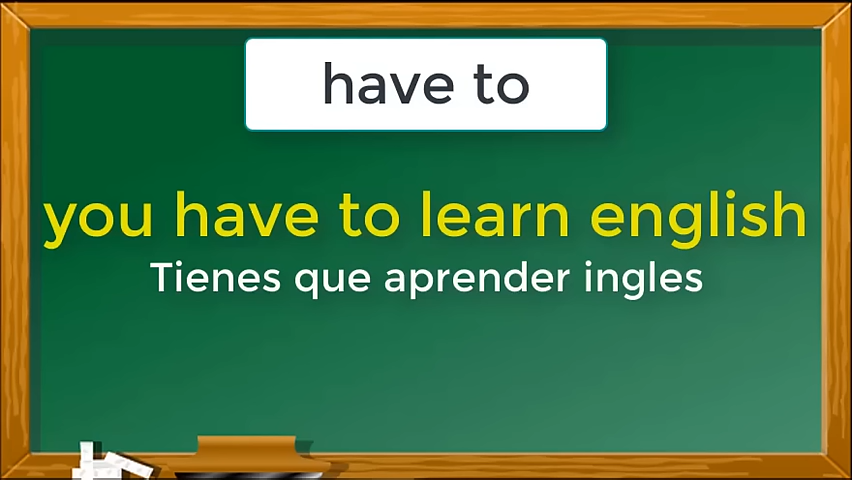 have to
you have to learn english
Tienes que aprender ingles